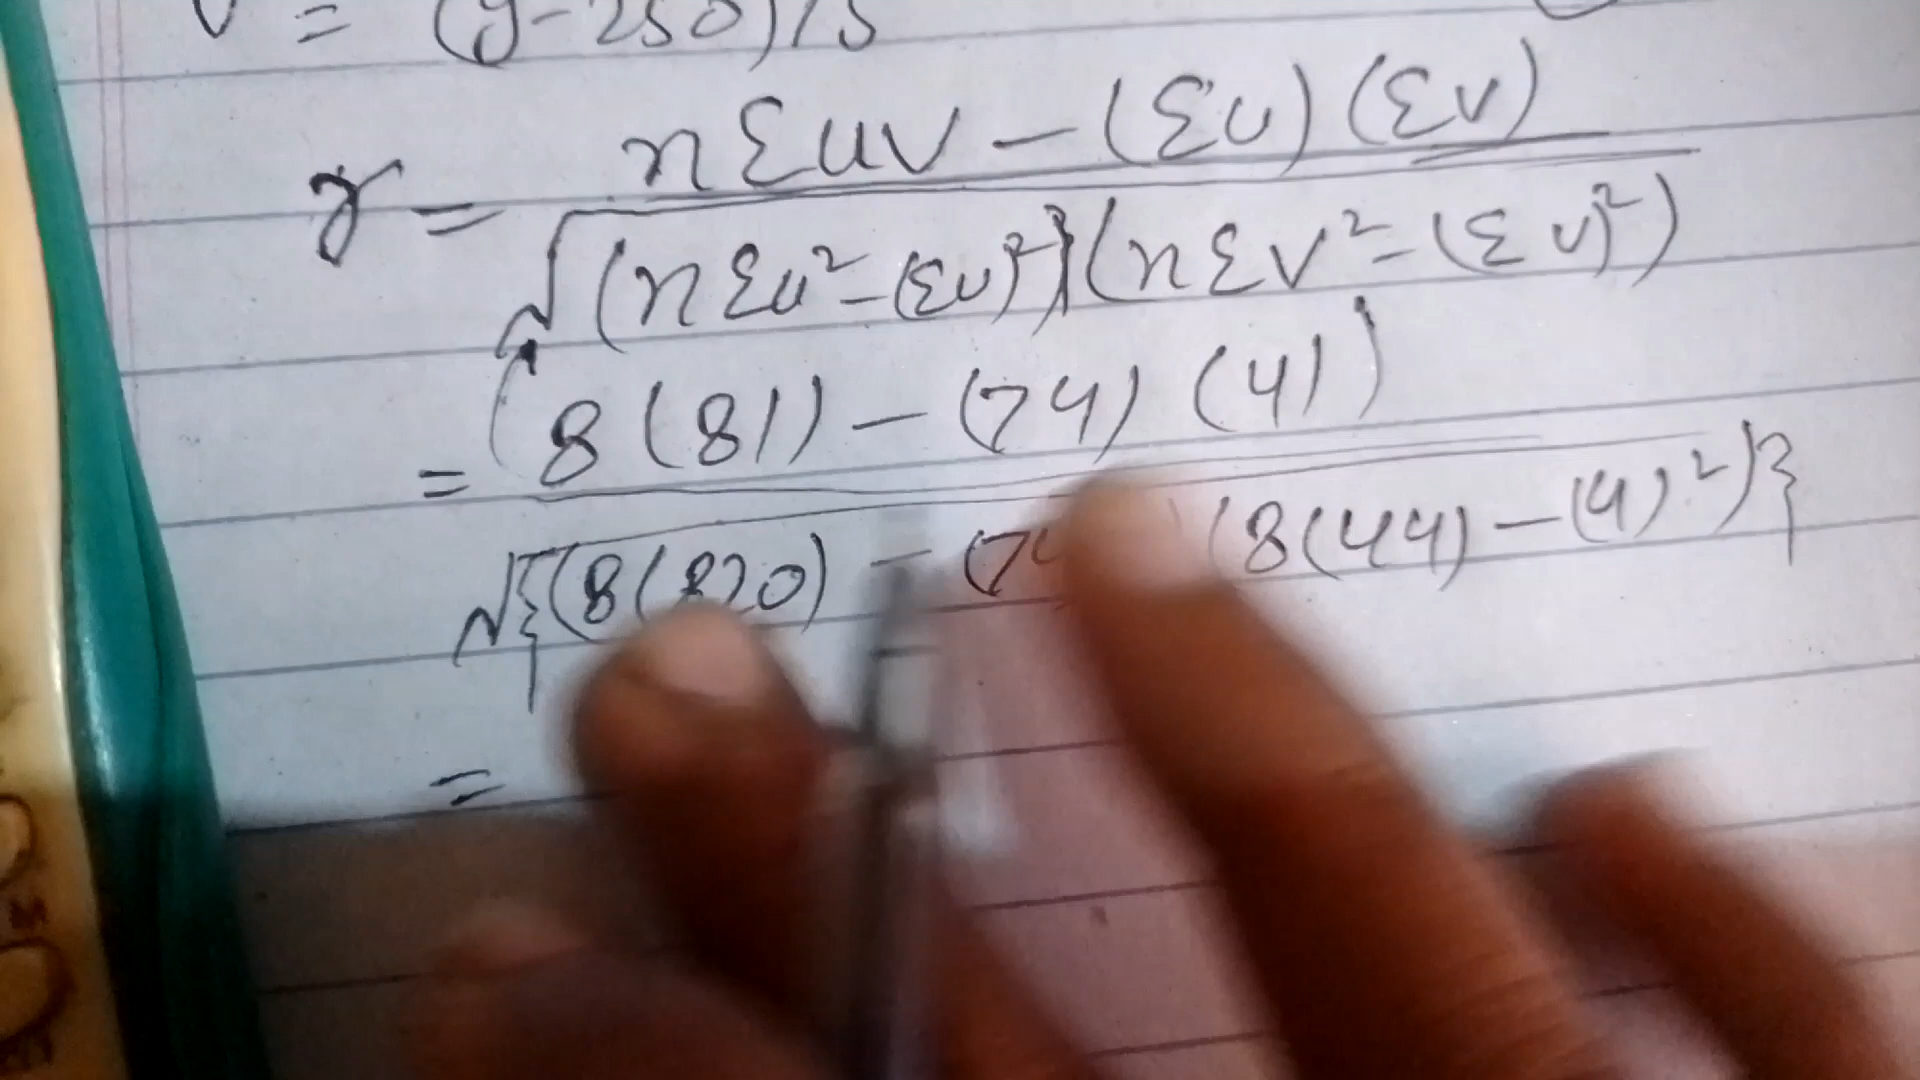 V = (y-250)/5
r = nΣuv - (Σu) (Σv)
√(nΣu²-(Σu)²)(nΣv²-(Σv)²)
= (8(81) - (74) (4))
√{(8(820) - (74 (8(44) - (4)²)}
=